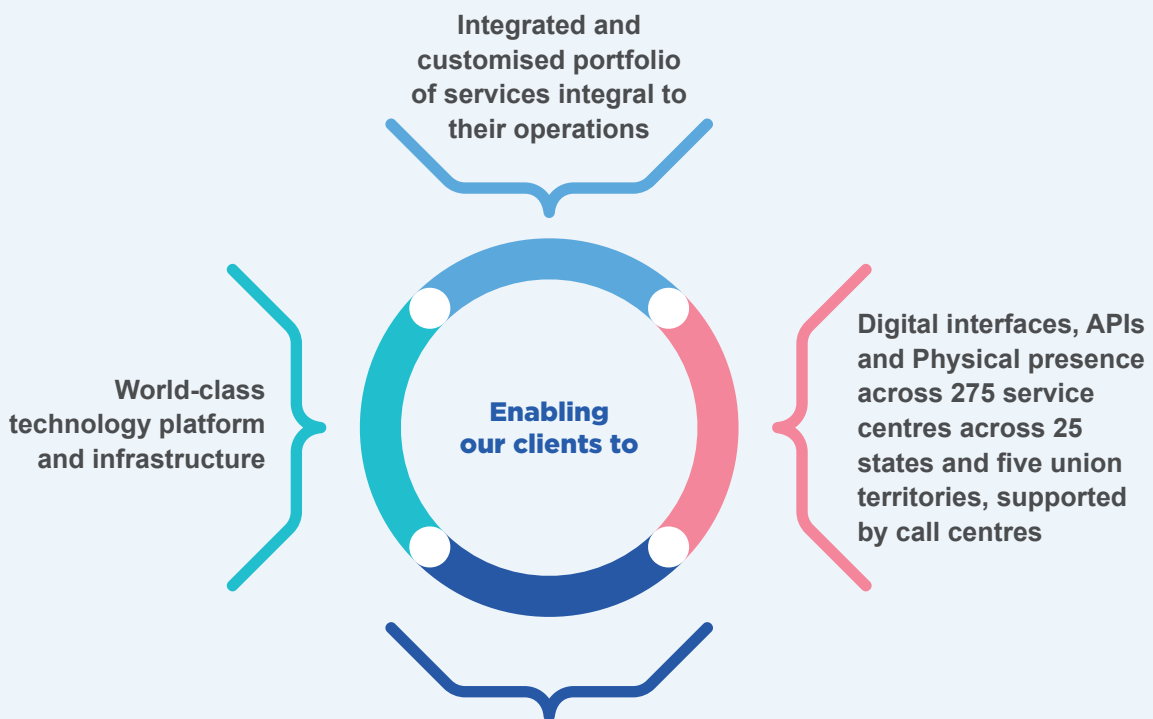 Integrated and
customised portfolio
of services integral to
their operations
World-class
technology platform
and infrastructure
Enabling
our clients to
Digital interfaces, APIs
and Physical presence
across 275 service
centres across 25
states and five union
territories, supported
by call centres